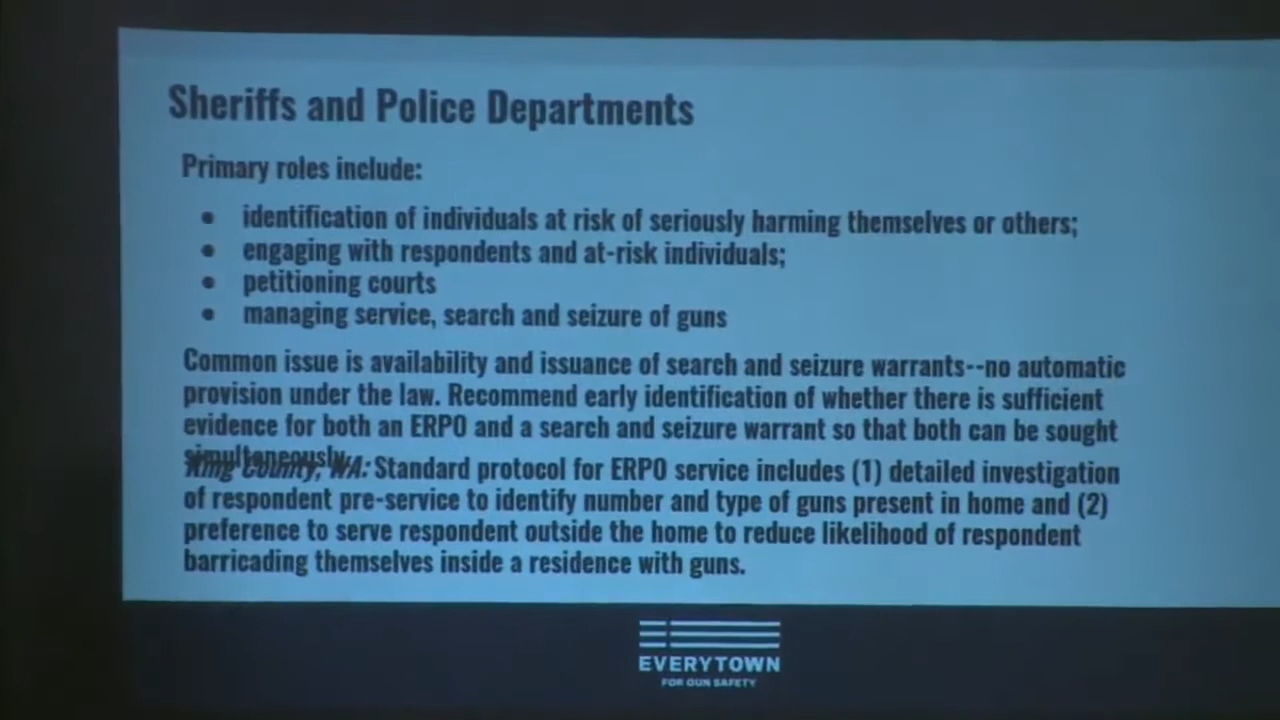 Sheriffs and Police Departments
Primary roles include:
● identification of individuals at risk of seriously harming themselves or others;
● engaging with respondents and at-risk individuals;
● petitioning courts
● managing service, search and seizure of guns
Common issue is availability and issuance of search and seizure warrants--no automatic
provision under the law. Recommend early identification of whether there is sufficient
evidence for both an ERPO and a search and seizure warrant so that both can be sought
simultaneously.
King County, WA: Standard protocol for ERPO service includes (1) detailed investigation
of respondent pre-service to identify number and type of guns present in home and (2)
preference to serve respondent outside the home to reduce likelihood of respondent
barricading themselves inside a residence with guns.
EVERYTOWN
FOR GUN SAFETY